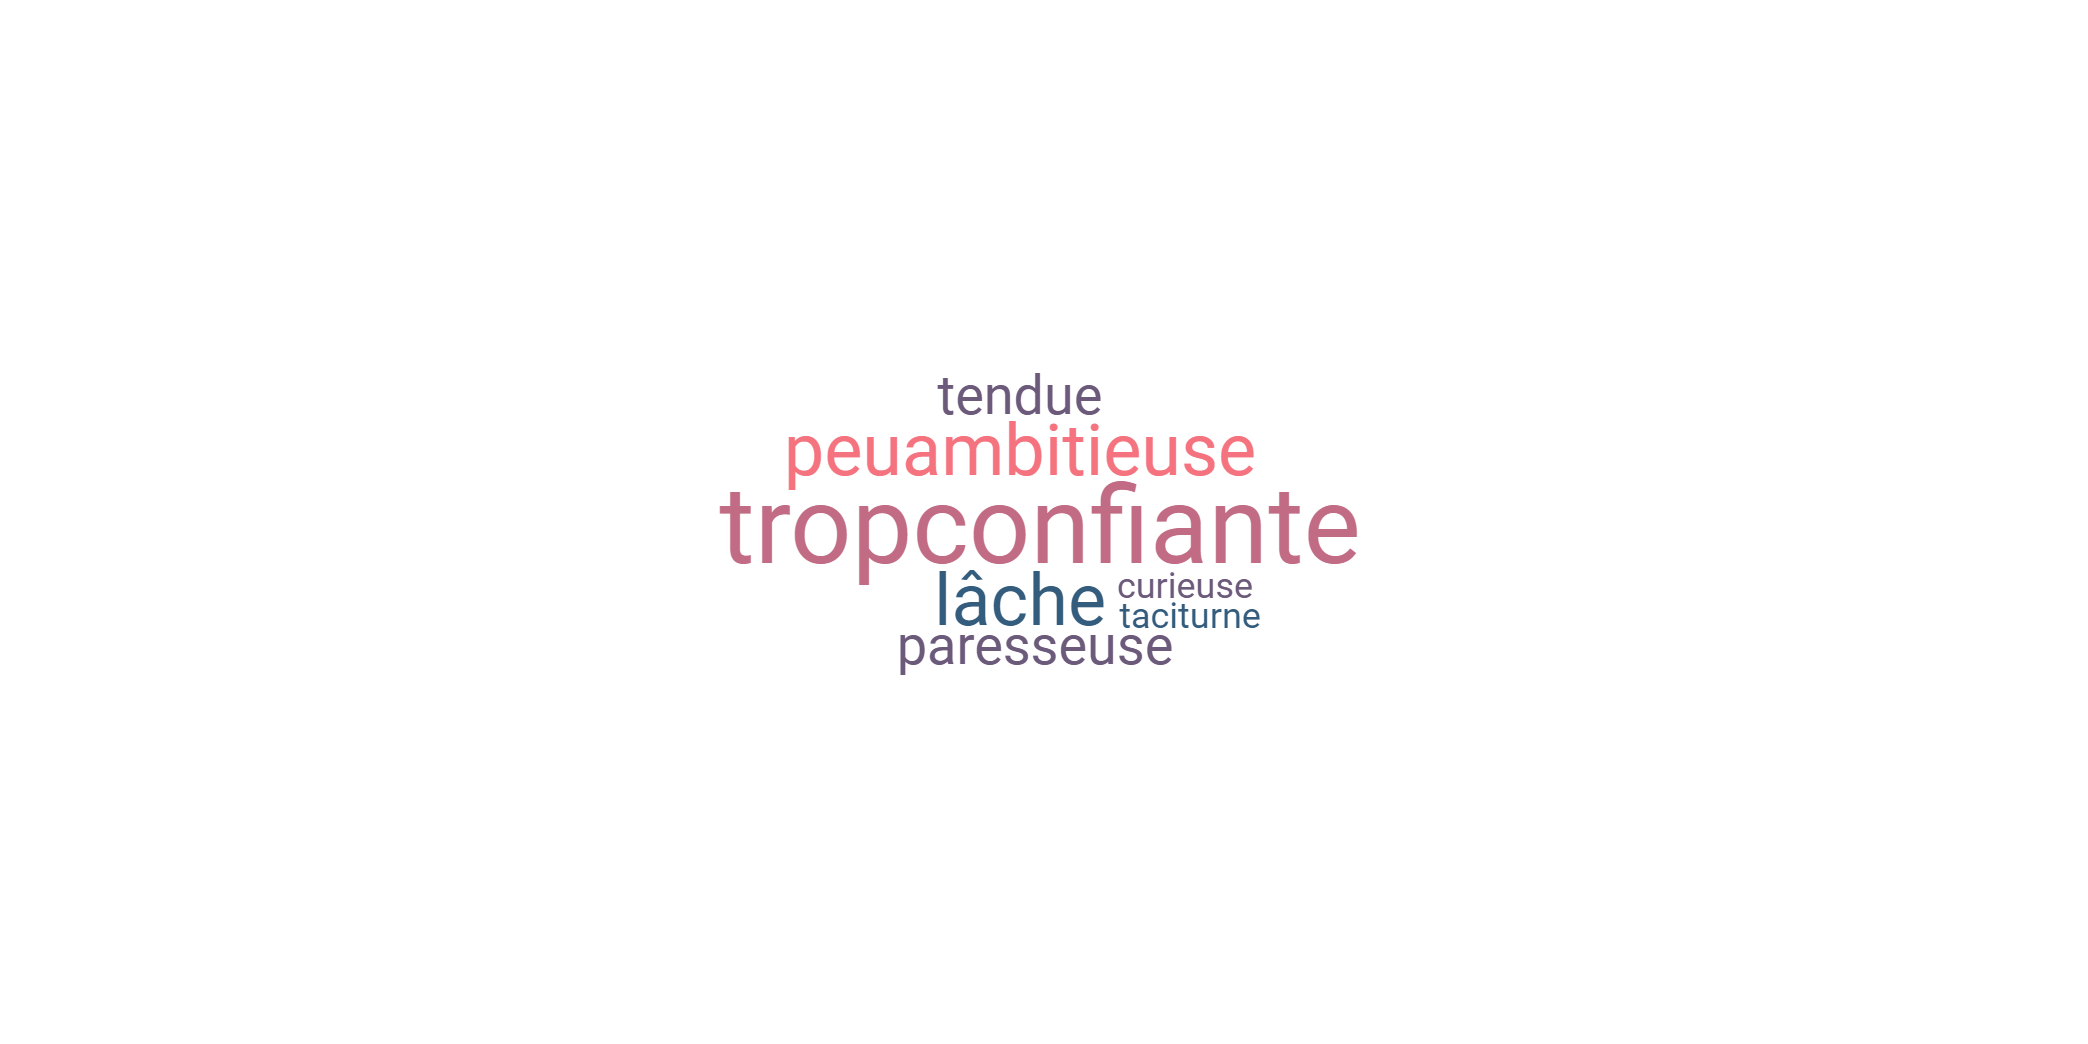 tendue
peuambitieuse
tropconfiante
lâche
curieuse
taciturne
paresseuse